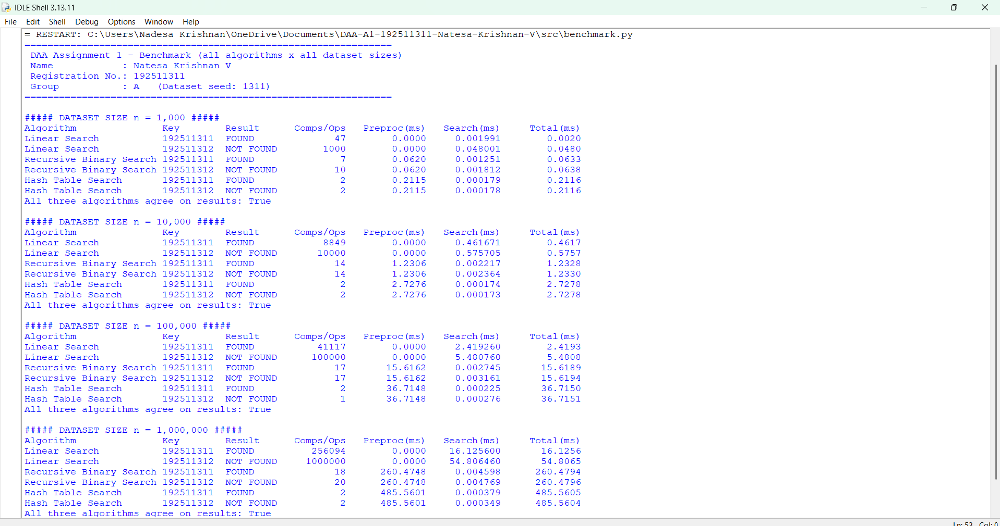 IDLE Shell 3.13.11
File Edit Shell Debug Options Window Help
= RESTART: C:\Users\Nadesa Krishnan\OneDrive\Documents\DAA-A1-192511311-Natesa-Krishnan-V\src\benchmark.py
================================================================
DAA Assignment 1 - Benchmark (all algorithms x all dataset sizes)
Name            : Natesa Krishnan V
Registration No.: 192511311
Group           : A   (Dataset seed: 1311)
================================================================
##### DATASET SIZE n = 1,000 #####
Algorithm               Key        Result      Comps/Ops   Preproc(ms)   Search(ms)     Total(ms)
Linear Search           192511311  FOUND              47        0.0000     0.001991        0.0020
Linear Search           192511312  NOT FOUND        1000        0.0000     0.048001        0.0480
Recursive Binary Search 192511311  FOUND               7        0.0620     0.001251        0.0633
Recursive Binary Search 192511312  NOT FOUND          10        0.0620     0.001812        0.0638
Hash Table Search       192511311  FOUND               2        0.2115     0.000179        0.2116
Hash Table Search       192511312  NOT FOUND           2        0.2115     0.000178        0.2116
All three algorithms agree on results: True
##### DATASET SIZE n = 10,000 #####
Algorithm               Key        Result      Comps/Ops   Preproc(ms)   Search(ms)     Total(ms)
Linear Search           192511311  FOUND            8849        0.0000     0.461671        0.4617
Linear Search           192511312  NOT FOUND       10000        0.0000     0.575705        0.5757
Recursive Binary Search 192511311  FOUND              14        1.2306     0.002217        1.2328
Recursive Binary Search 192511312  NOT FOUND          14        1.2306     0.002364        1.2330
Hash Table Search       192511311  FOUND               2        2.7276     0.000174        2.7278
Hash Table Search       192511312  NOT FOUND           2        2.7276     0.000173        2.7278
All three algorithms agree on results: True
##### DATASET SIZE n = 100,000 #####
Algorithm               Key        Result      Comps/Ops   Preproc(ms)   Search(ms)     Total(ms)
Linear Search           192511311  FOUND           41117        0.0000     2.419260        2.4193
Linear Search           192511312  NOT FOUND      100000        0.0000     5.480760        5.4808
Recursive Binary Search 192511311  FOUND              17       15.6162     0.002745       15.6189
Recursive Binary Search 192511312  NOT FOUND          17       15.6162     0.003161       15.6194
Hash Table Search       192511311  FOUND               2       36.7148     0.000225       36.7150
Hash Table Search       192511312  NOT FOUND           1       36.7148     0.000276       36.7151
All three algorithms agree on results: True
##### DATASET SIZE n = 1,000,000 #####
Algorithm               Key        Result      Comps/Ops   Preproc(ms)   Search(ms)     Total(ms)
Linear Search           192511311  FOUND          256094        0.0000    16.125600       16.1256
Linear Search           192511312  NOT FOUND     1000000        0.0000    54.806460       54.8065
Recursive Binary Search 192511311  FOUND              18      260.4748     0.004598      260.4794
Recursive Binary Search 192511312  NOT FOUND          20      260.4748     0.004769      260.4796
Hash Table Search       192511311  FOUND               2      485.5601     0.000379      485.5605
Hash Table Search       192511312  NOT FOUND           2      485.5601     0.000349      485.5604
All three algorithms agree on results: True
Ln: 53 Col: 0